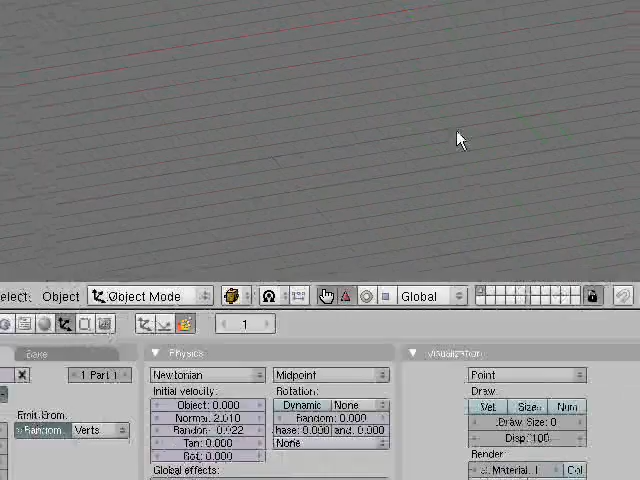 elect Object Object Mode Global
1
Bake Physics Visualization
1 Part 1 Newtonian Midpoint Point
Initial velocity: Rotation: Draw:
Emit From: Object: 0.000 Dynamic None Vel Size Num
Random Verts Normal: 2.010 Random: 0.000 Draw Size: 0
Random: 0.022 hase: 0.000 and: 0.000 Disp: 100
Tan: 0.000 None Render
Rot: 0.000 Material: 1 Col
Global effects: